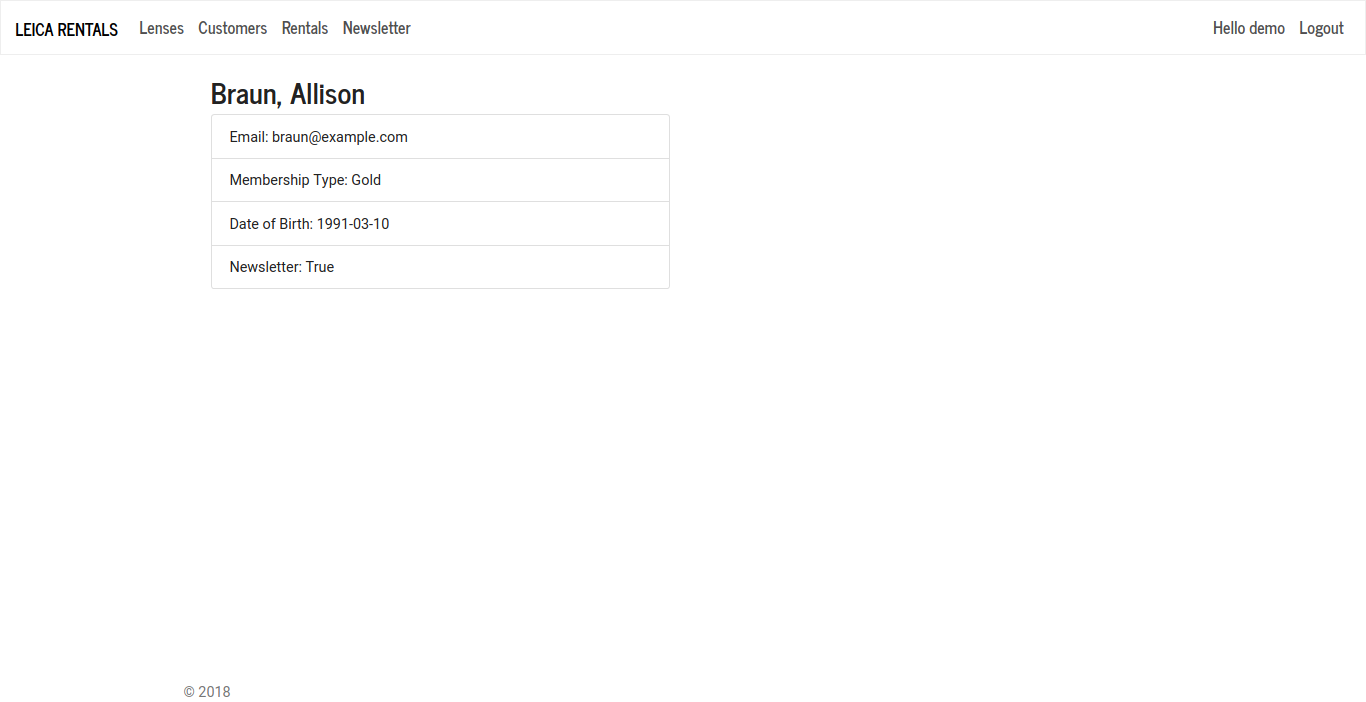 LEICA RENTALS Lenses Customers Rentals Newsletter Hello demo Logout
Braun, Allison
Email: braun@example.com
Membership Type: Gold
Date of Birth: 1991-03-10
Newsletter: True
© 2018